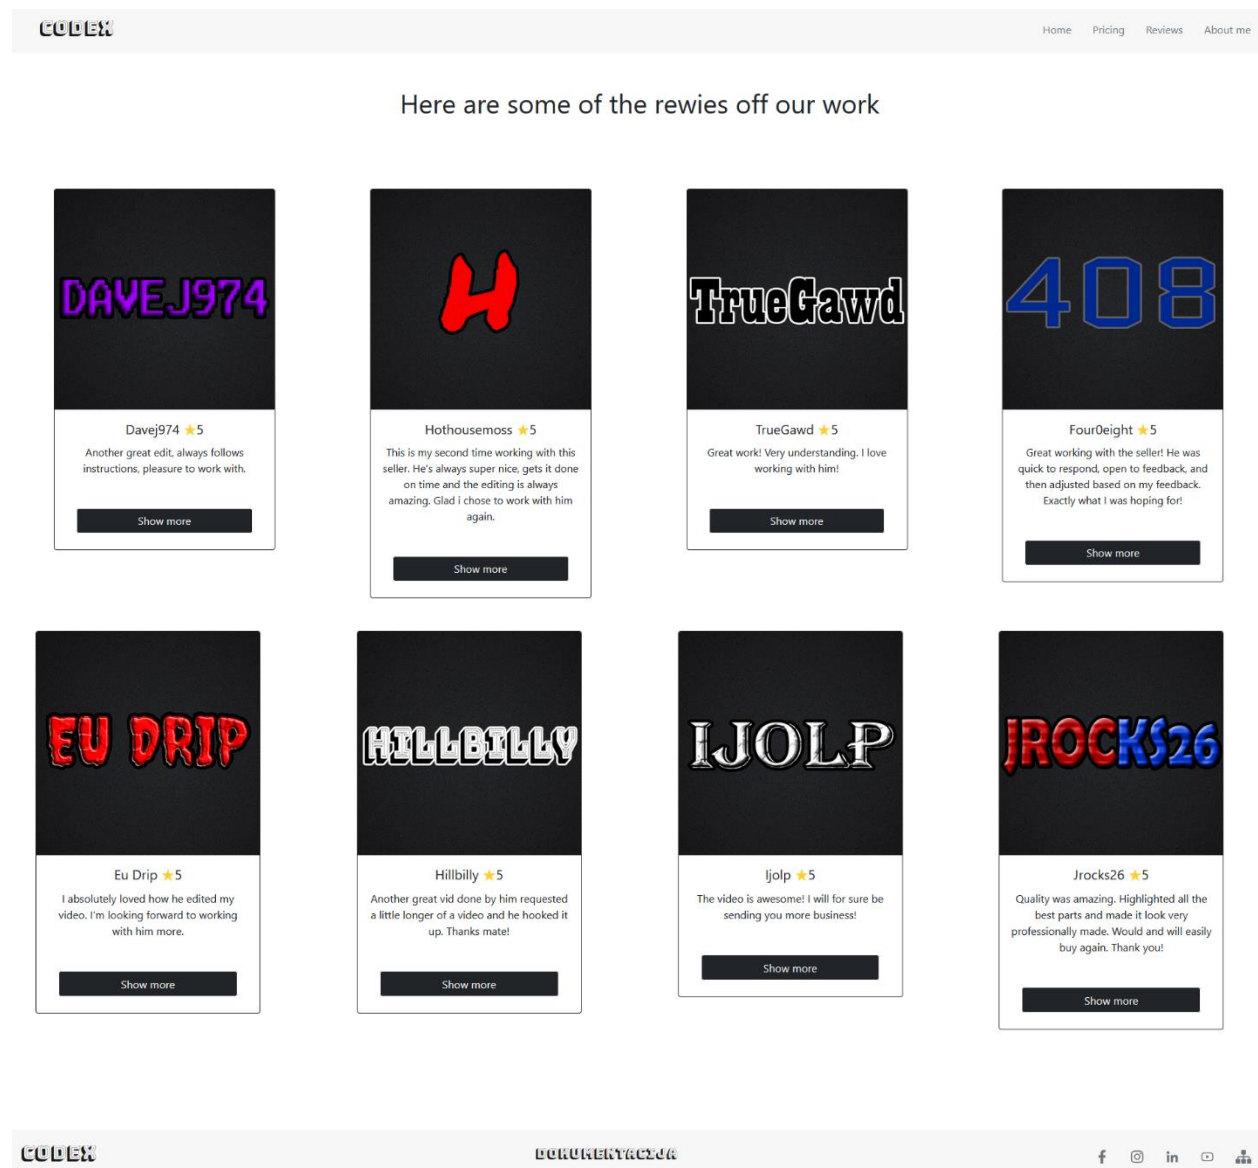 CODEX
Home Pricing Reviews About me
Here are some of the rewies off our work
DAVEJ974
H
TrueGawd
408
Davej974 ⭐5
Another great edit, always follows
instructions, pleasure to work with.
Show more
Hothousemoss ⭐5
This is my second time working with this
seller. He's always super nice, gets it done
on time and the editing is always
amazing. Glad i chose to work with him
again.
Show more
TrueGawd ⭐5
Great work! Very understanding. I love
working with him!
Show more
Four0eight ⭐5
Great working with the seller! He was
quick to respond, open to feedback, and
then adjusted based on my feedback.
Exactly what I was hoping for!
Show more
EU DRIP
HILLBILLY
IJOLP
JROCKS26
Eu Drip ⭐5
I absolutely loved how he edited my
video. I'm looking forward to working
with him more.
Show more
Hillbilly ⭐5
Another great vid done by him requested
a little longer of a video and he hooked it
up. Thanks mate!
Show more
Ijolp ⭐5
The video is awesome! I will for sure be
sending you more business!
Show more
Jrocks26 ⭐5
Quality was amazing. Highlighted all the
best parts and made it look very
professionally made. Would and will easily
buy again. Thank you!
Show more
CODEX
DOKUMENTACIJA